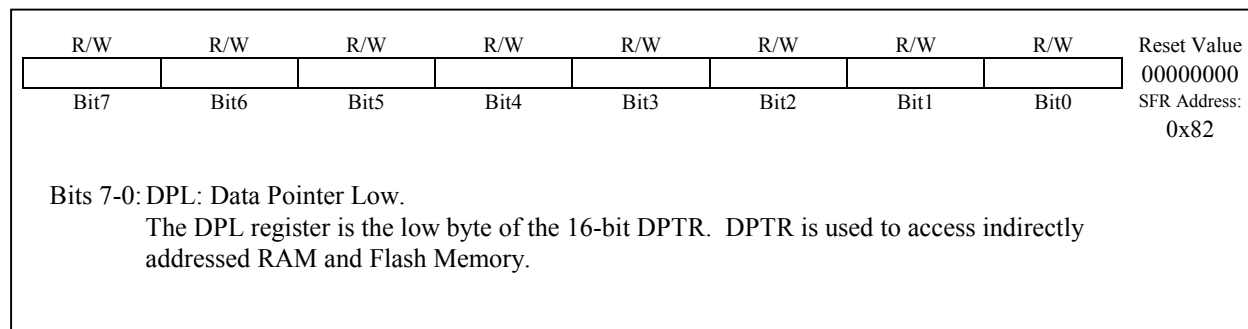 R/W R/W R/W R/W R/W R/W R/W R/W Reset Value
00000000
Bit7 Bit6 Bit5 Bit4 Bit3 Bit2 Bit1 Bit0 SFR Address:
0x82
Bits 7-0: DPL: Data Pointer Low.
The DPL register is the low byte of the 16-bit DPTR. DPTR is used to access indirectly
addressed RAM and Flash Memory.